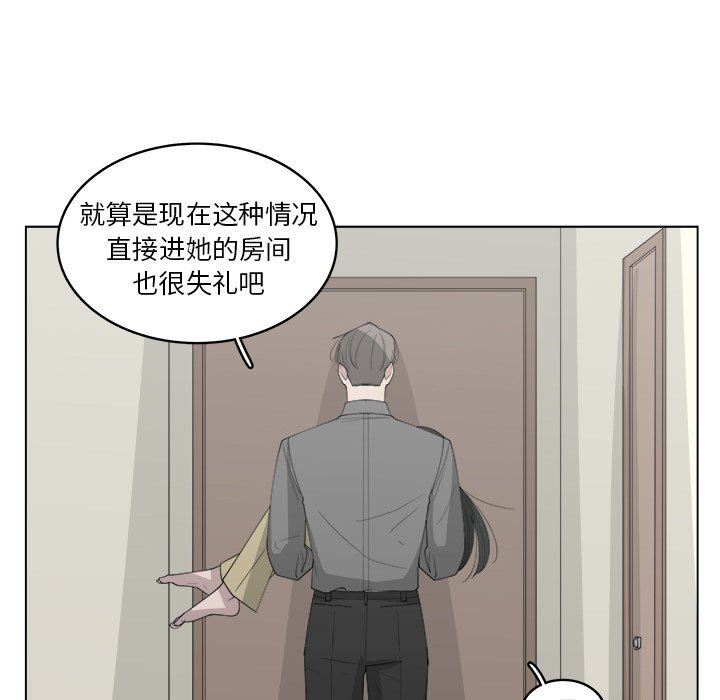 就算是现在这种情况
直接进她的房间
也很失礼吧